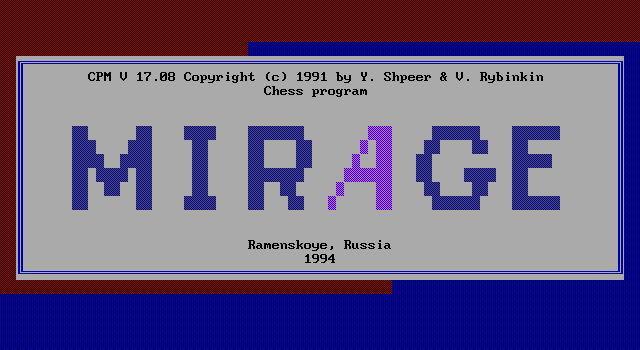 CPM V 17.08 Copyright (c) 1991 by Y. Shpeer & V. Rybinkin
Chess program
MIRAGE
Ramenskoye, Russia
1994